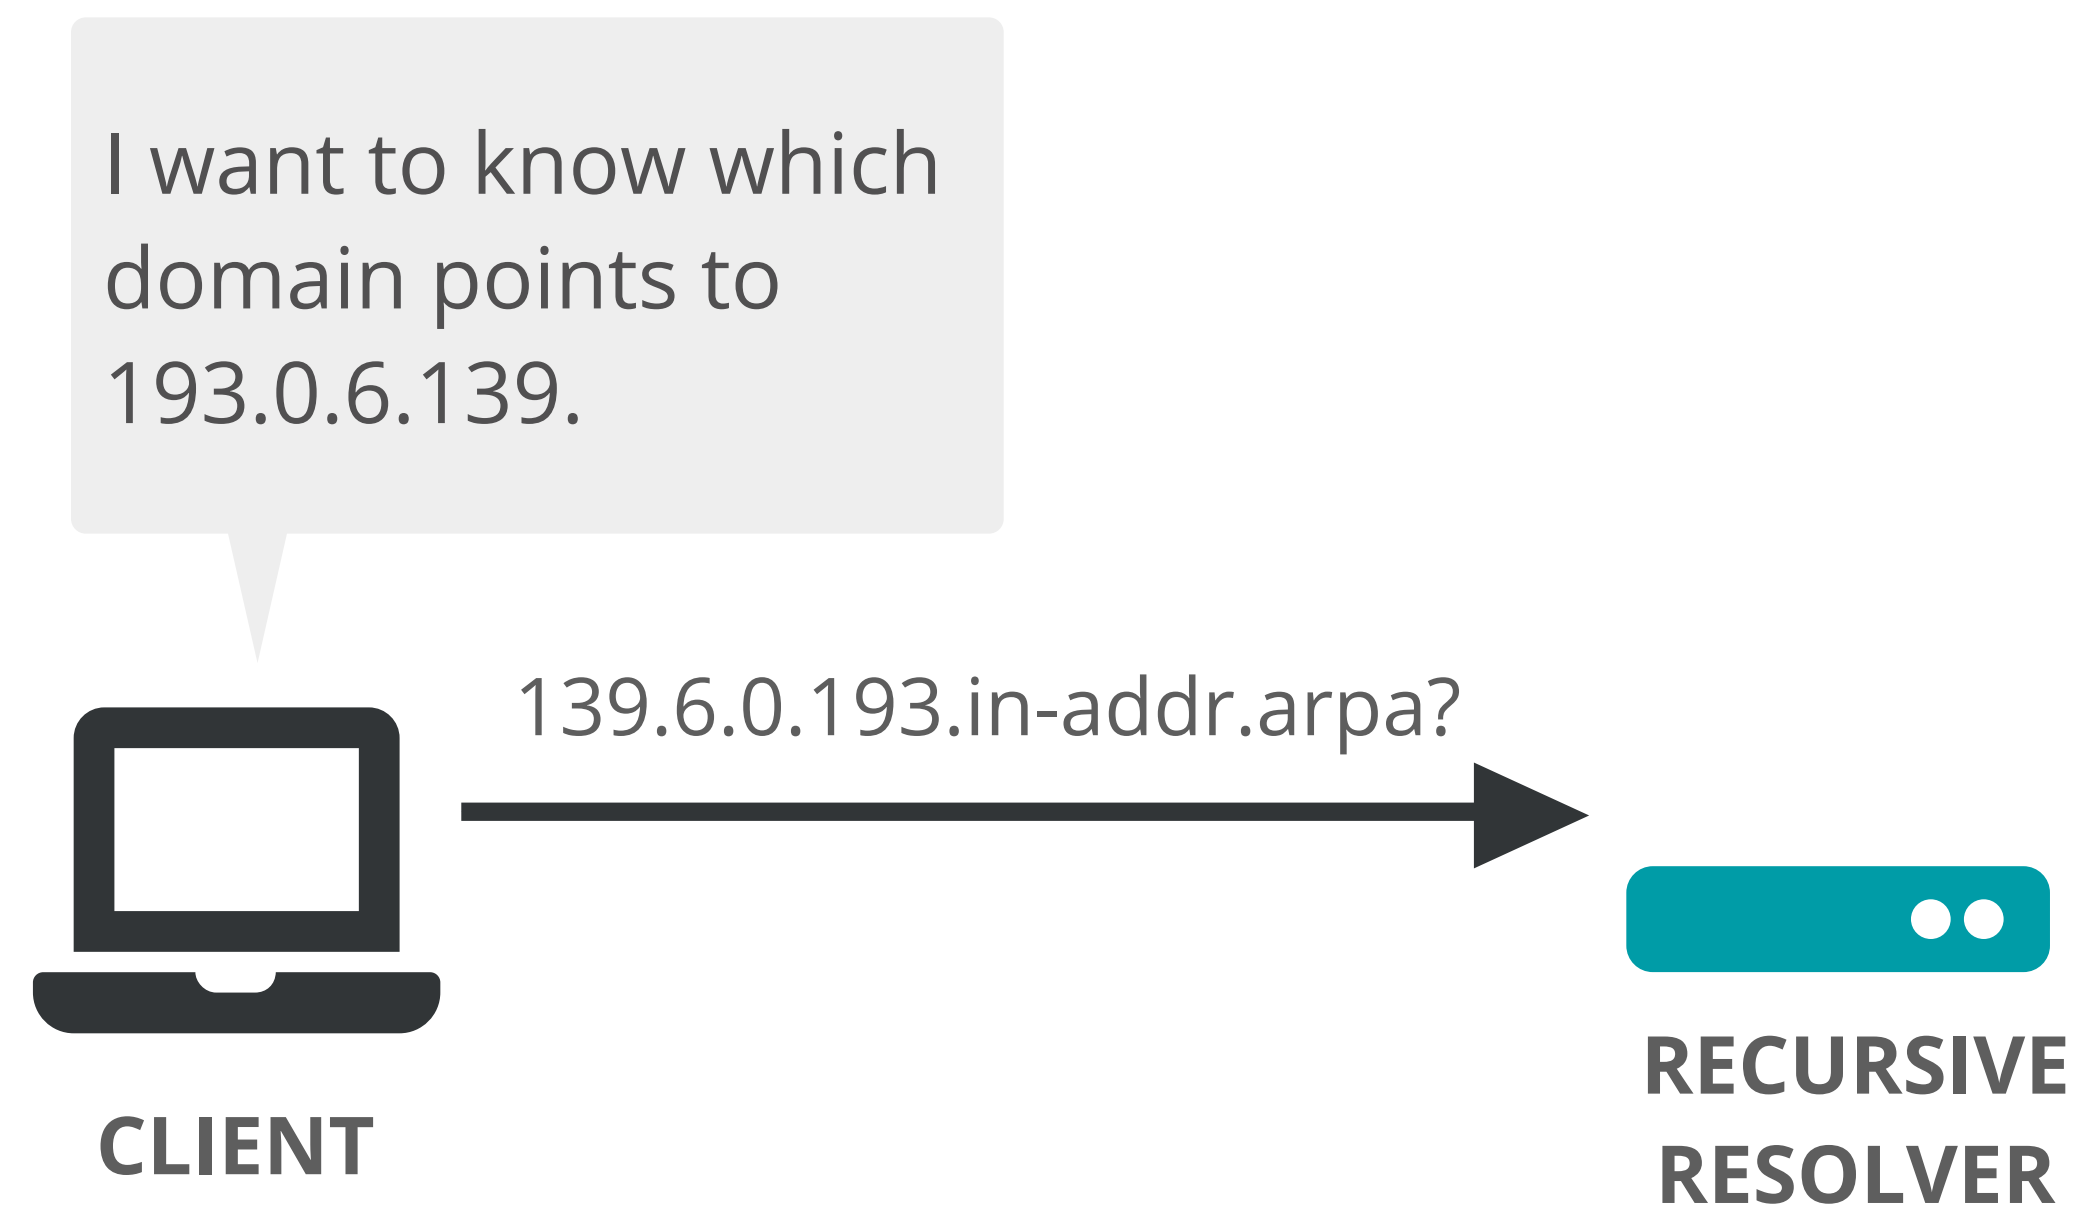 I want to know which
domain points to
193.0.6.139.
139.6.0.193.in-addr.arpa?
CLIENT
RECURSIVE
RESOLVER